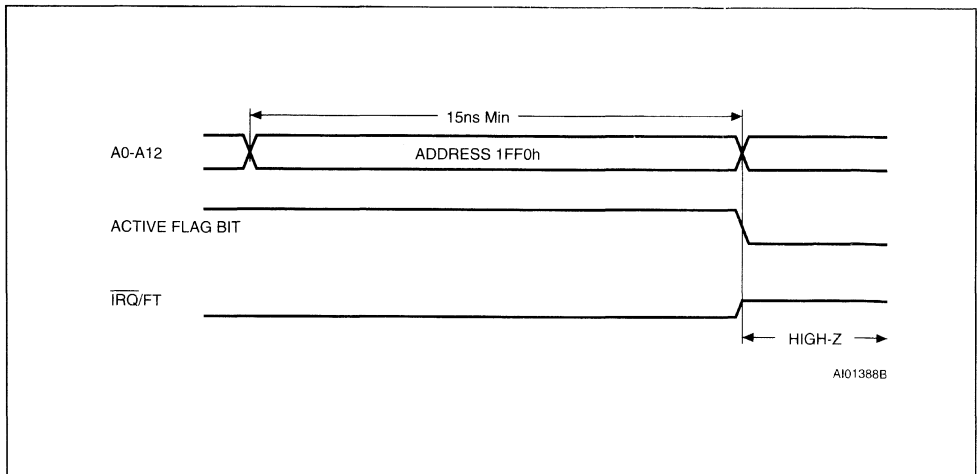 15ns Min
A0-A12
ADDRESS 1FF0h
ACTIVE FLAG BIT
IRQ/FT
HIGH-Z
AI01388B